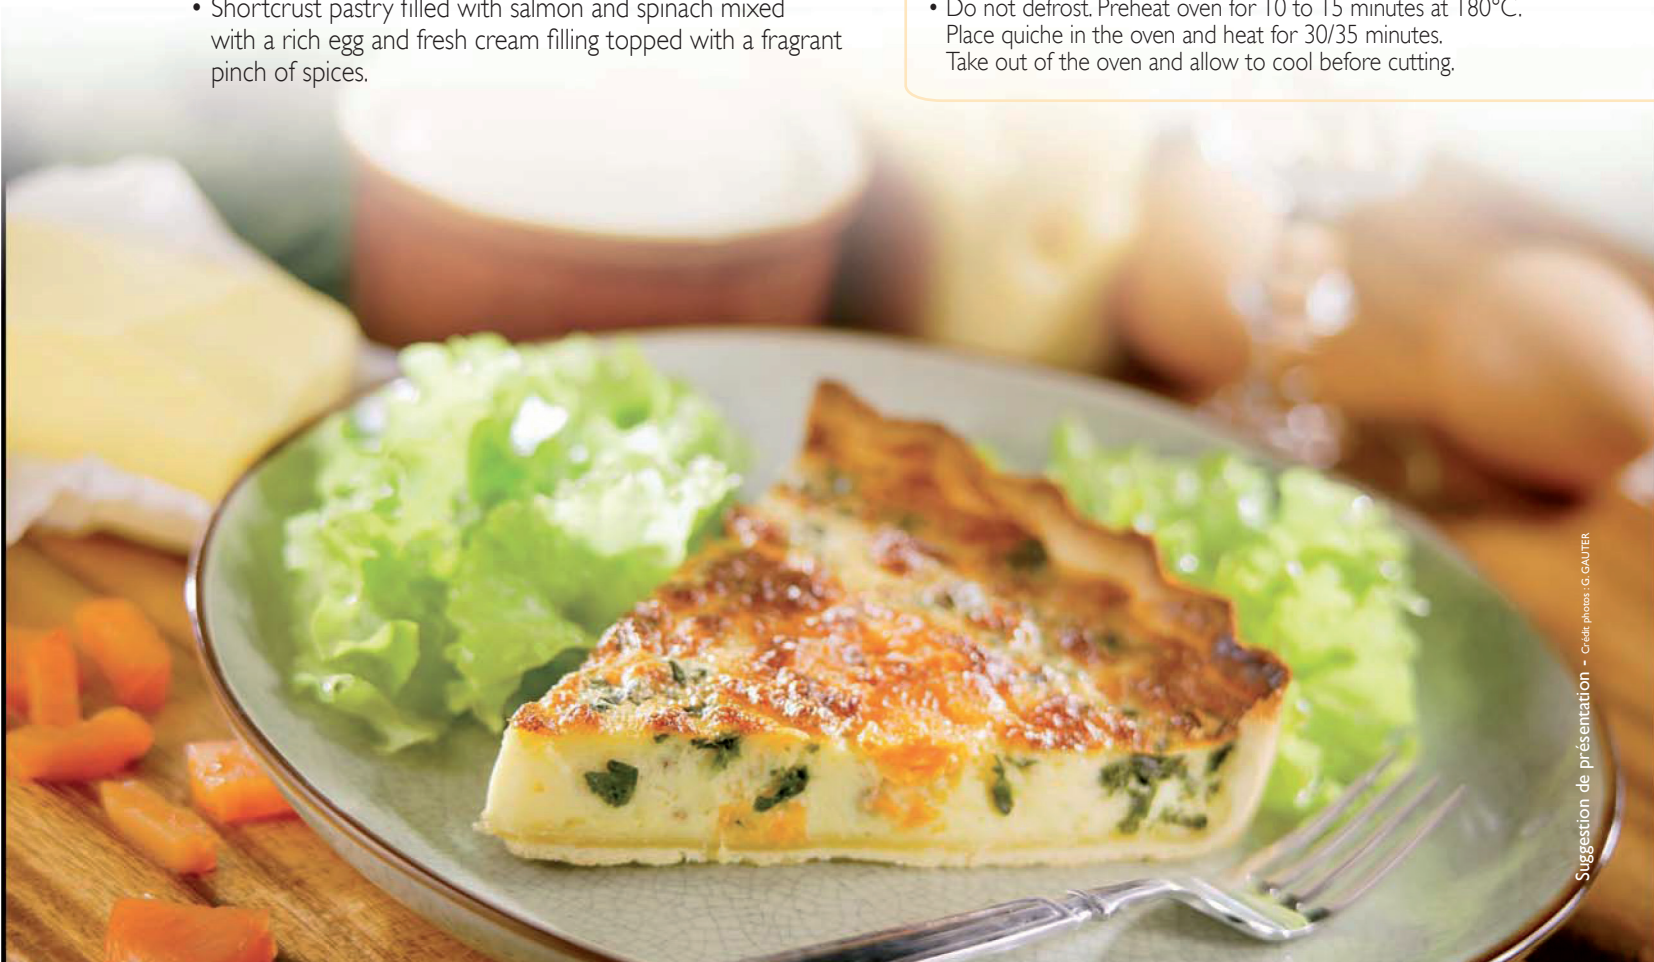 • Shortcrust pastry filled with salmon and spinach mixed
with a rich egg and fresh cream filling topped with a fragrant
pinch of spices.
• Do not defrost. Preheat oven for 10 to 15 minutes at 180°C.
Place quiche in the oven and heat for 30/35 minutes.
Take out of the oven and allow to cool before cutting.
Suggestion de présentation - Crédit photos : G. GAUTER